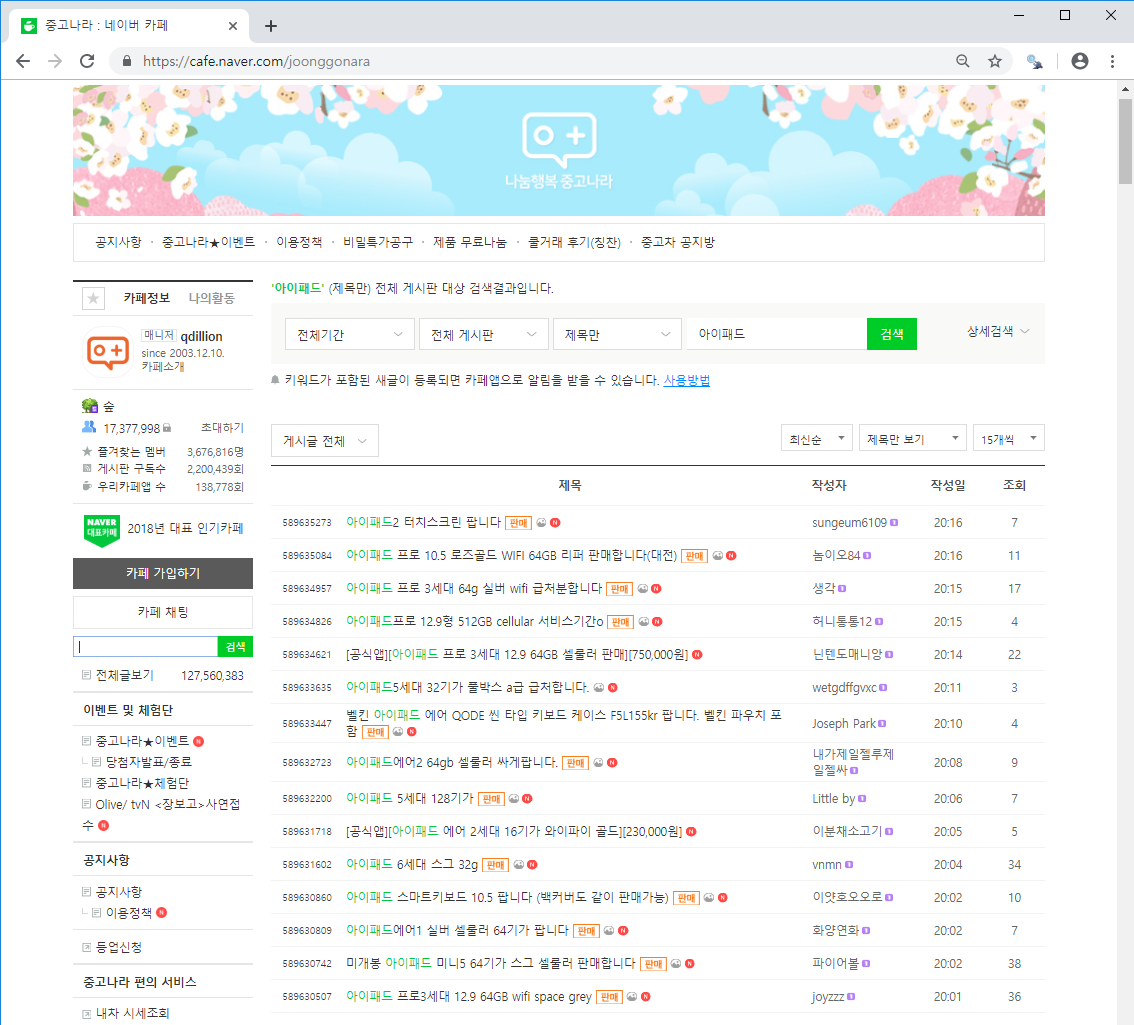 중고나라 : 네이버 카페
https://cafe.naver.com/joonggonara
나눔행복 중고나라
공지사항 · 중고나라★이벤트 · 이용정책 · 비밀특가공구 · 제품 무료나눔 · 쿨거래 후기(칭찬) · 중고차 공지방
카페정보 나의활동
매니저 qdillion
since 2003.12.10.
카페소개
숲
17,377,998 초대하기
즐겨찾는 멤버 3,676,816명
게시판 구독수 2,200,439회
우리카페앱 수 138,778회
NAVER
대표카페
2018년 대표 인기카페
카페 가입하기
카페 채팅
검색
전체글보기 127,560,383
이벤트 및 체험단
중고나라★이벤트 N
당첨자발표/종료
중고나라★체험단
Olive/ tvN <장보고>사연접
수 N
공지사항
공지사항
이용정책 N
등업신청
중고나라 편의 서비스
내차 시세조회
'아이패드' (제목만) 전체 게시판 대상 검색결과입니다.
전체기간 전체 게시판 제목만 아이패드 검색 상세검색
키워드가 포함된 새글이 등록되면 카페앱으로 알림을 받을 수 있습니다. 사용방법
게시글 전체 최신순 제목만 보기 15개씩
제목 작성자 작성일 조회
589635273 아이패드2 터치스크린 팝니다 판매 N sungeum6109 20:16 7
589635084 아이패드 프로 10.5 로즈골드 WIFI 64GB 리퍼 판매합니다(대전) 판매 N 놈이오84 20:16 11
589634957 아이패드 프로 3세대 64g 실버 wifi 급처분합니다 판매 N 생각 20:15 17
589634826 아이패드프로 12.9형 512GB cellular 서비스기간o 판매 N 허니통통12 20:15 4
589634621 [공식앱][아이패드 프로 3세대 12.9 64GB 셀룰러 판매][750,000원] N 닌텐도매니앙 20:14 22
589633635 아이패드5세대 32기가 풀박스 a급 급처합니다. N wetgdffgvxc 20:11 3
589633447 벨킨 아이패드 에어 QODE 씬 타입 키보드 케이스 F5L155kr 팝니다. 벨킨 파우치 포
함 판매 N Joseph Park 20:10 4
589632723 아이패드에어2 64gb 셀룰러 싸게팝니다. 판매 N 내가제일젤루제
일젤싸 20:08 9
589632200 아이패드 5세대 128기가 판매 N Little by 20:06 7
589631718 [공식앱][아이패드 에어 2세대 16기가 와이파이 골드][230,000원] N 이분채소고기 20:05 5
589631602 아이패드 6세대 스그 32g 판매 N vnmn 20:04 34
589630860 아이패드 스마트키보드 10.5 팝니다 (백커버도 같이 판매가능) 판매 N 이얏호오오로 20:02 10
589630809 아이패드에어1 실버 셀룰러 64기가 팝니다 판매 N 화양연화 20:02 7
589630742 미개봉 아이패드 미니5 64기가 스그 셀룰러 판매합니다 판매 N 파이어볼 20:02 38
589630507 아이패드 프로3세대 12.9 64GB wifi space grey 판매 N joyzzz 20:01 36